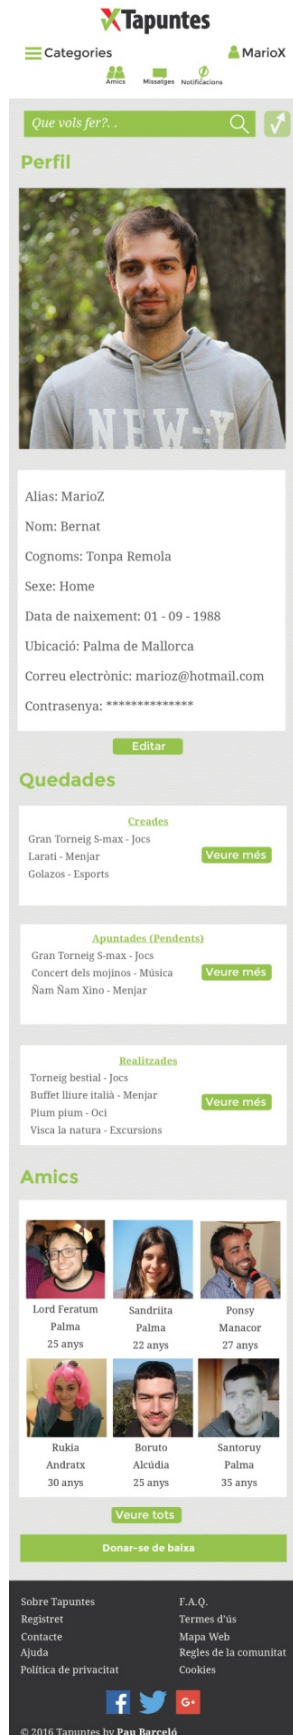 Tapuntes
Categories
MarioX
Amics
Missatges
Notificacions
Que vols fer?. .
Perfil
NEW-Y
Alias: MarioZ
Nom: Bernat
Cognoms: Tonpa Remola
Sexe: Home
Data de naixement: 01 - 09 - 1988
Ubicació: Palma de Mallorca
Correu electrònic: marioz@hotmail.com
Contrasenya: **************
Editar
Quedades
Creades
Gran Torneig S-max - Jocs
Larati - Menjar
Golazos - Esports
Veure més
Apuntades (Pendents)
Gran Torneig S-max - Jocs
Concert dels mojinos - Música
Ñam Ñam Xino - Menjar
Veure més
Realitzades
Torneig bestial - Jocs
Buffet lliure italià - Menjar
Pium pium - Oci
Visca la natura - Excursions
Veure més
Amics
Lord Feratum
Palma
25 anys
Sandriita
Palma
22 anys
Ponsy
Manacor
27 anys
Rukia
Andratx
30 anys
Boruto
Alcúdia
25 anys
Santoruy
Palma
35 anys
Veure tots
Donar-se de baixa
Sobre Tapuntes
Registret
Contacte
Ajuda
Política de privacitat
F.A.Q.
Termes d'ús
Mapa Web
Regles de la comunitat
Cookies
f
G+
© 2016 Tapuntes by Pau Barceló